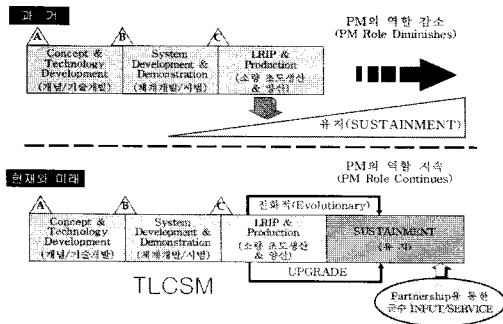 과 거
PM의 역할 감소
(PM Role Diminishes)
A
B
C
Concept &
Technology
Development
(개념/기술개발)
System
Development &
Demonstration
(체계개발/시범)
LRIP &
Production
(소량 초도생산
& 양산)
유지(SUSTAINMENT)
현재와 미래
PM의 역할 지속
(PM Role Continues)
A
B
C
진화적(Evolutionary)
Concept &
Technology
Development
(개념/기술개발)
System
Development &
Demonstration
(체계개발/시범)
LRIP &
Production
(소량 초도생산
& 양산)
SUSTAINMENT
(유 지)
UPGRADE
TLCSM
Partnership을 통한
군수 INPUT/SERVICE